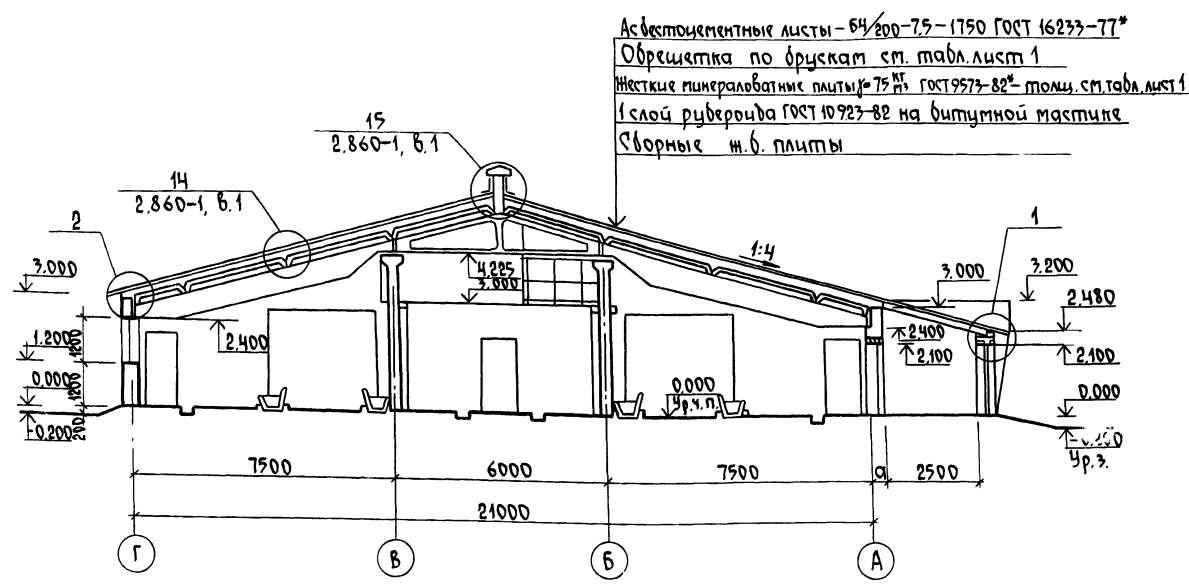 Асбестоцементные листы – 54/200–7,5–1750 ГОСТ 16233–77*
Обрешетка по брускам см. табл. лист 1
Жесткие минераловатные плиты γ=75 кг/м³ ГОСТ 9573–82*– толщ. см. табл. лист 1
1 слой рубероида ГОСТ 10923–82 на битумной мастике
Сборные ж.б. плиты
15
2.860–1, в.1
14
2.860–1, в.1
2
1
1:4
3.000
4.225
3.000
3.000
3.200
2.480
1.200
1200
2.400
2.400
2.100
2.100
0.000
1200
0.000
Ур.ч.п.
0.000
-0.200
200
Ур.з.
7500
6000
7500
а
2500
21000
Г
В
Б
А